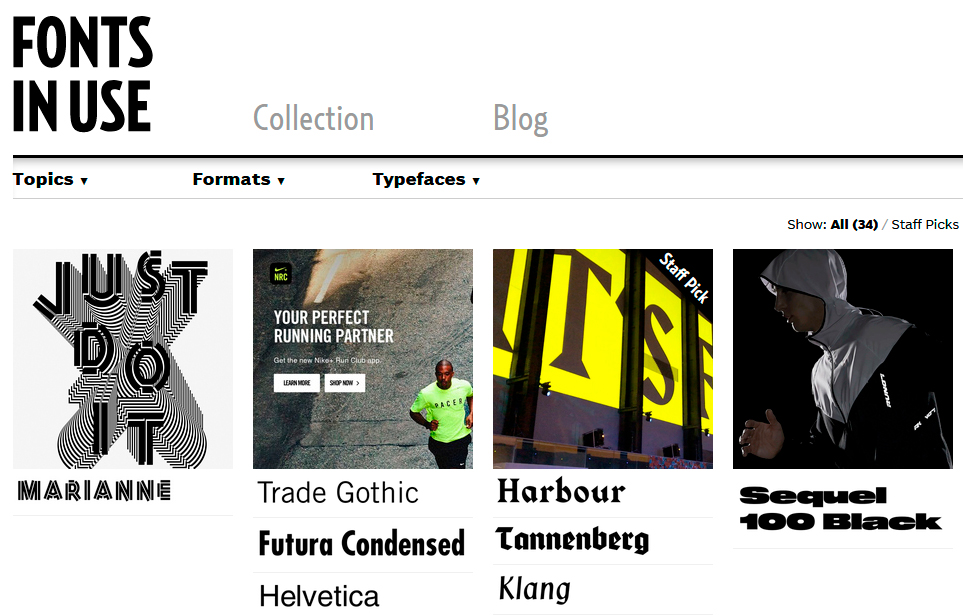 FONTS
IN USE
Collection
Blog
Topics ▼
Formats ▼
Typefaces ▼
Show: All (34) / Staff Picks
JUST
DO
IT
MARIANNE
NRC
YOUR PERFECT
RUNNING PARTNER
Get the new Nike+ Run Club app.
LEARN MORE
SHOP NOW >
PACER
Trade Gothic
Futura Condensed
Helvetica
Staff Pick
Harbour
Tannenberg
Klang
Sequel
100 Black